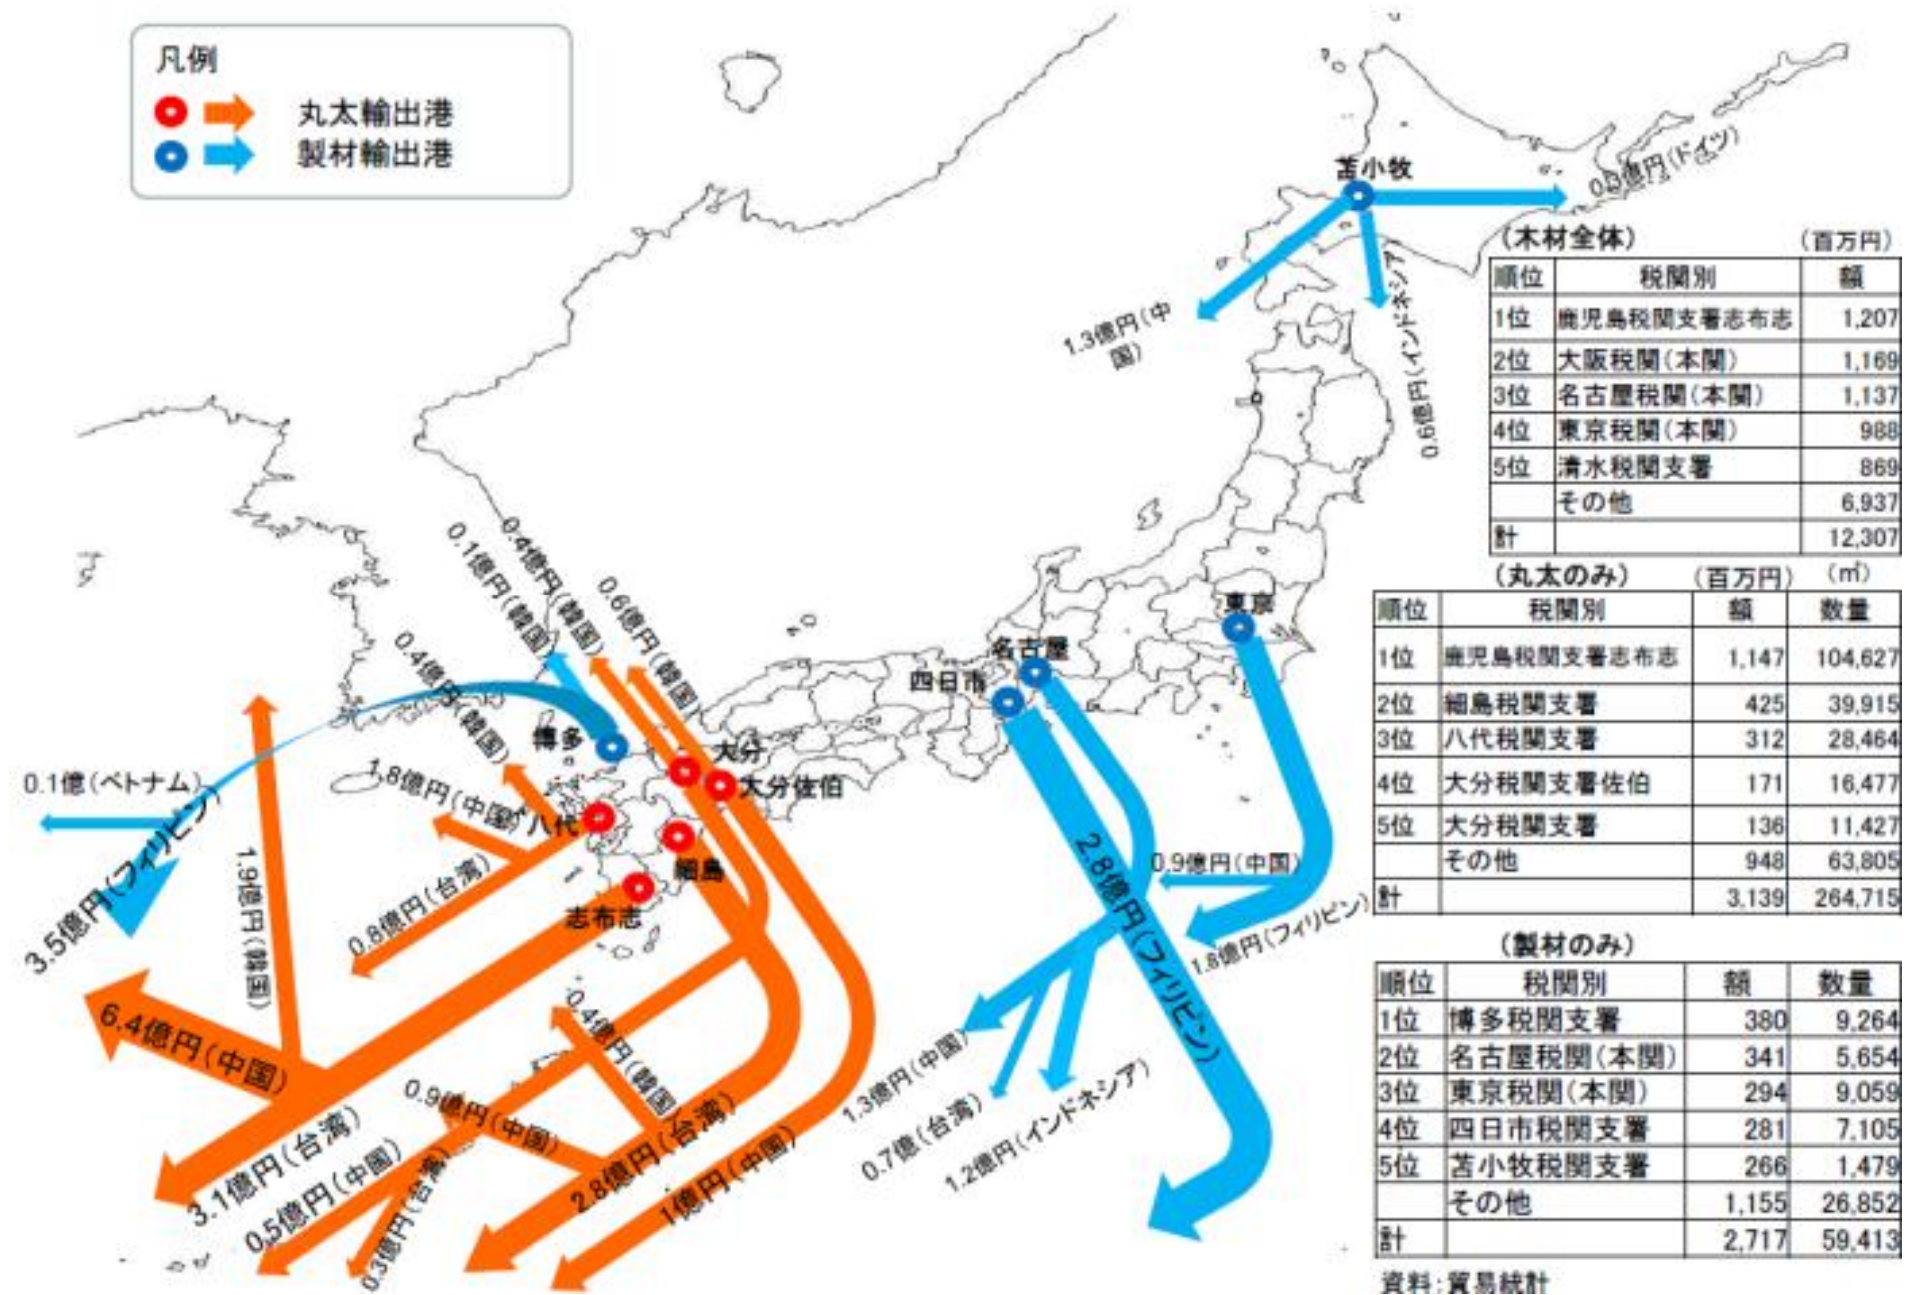 凡例
丸太輸出港
製材輸出港
苫小牧
1.3億円(中
国)
0.6億円(インドネシア)
(木材全体) (百万円)
順位 税関別 額
1位 鹿児島税関支署志布志 1,207
2位 大阪税関(本関) 1,169
3位 名古屋税関(本関) 1,137
4位 東京税関(本関) 988
5位 清水税関支署 869
その他 6,937
計 12,307
(丸太のみ) (百万円) (㎥)
順位 税関別 額 数量
1位 鹿児島税関支署志布志 1,147 104,627
2位 細島税関支署 425 39,915
3位 八代税関支署 312 28,464
4位 大分税関支署佐伯 171 16,477
5位 大分税関支署 136 11,427
その他 948 63,805
計 3,139 264,715
(製材のみ)
順位 税関別 額 数量
1位 博多税関支署 380 9,264
2位 名古屋税関(本関) 341 5,654
3位 東京税関(本関) 294 9,059
4位 四日市税関支署 281 7,105
5位 苫小牧税関支署 266 1,479
その他 1,155 26,852
計 2,717 59,413
資料:貿易統計
0.1億円(韓国)
0.4億円(韓国)
0.6億円(韓国)
0.4億円(韓国)
東京
名古屋
四日市
博多
大分
大分佐伯
八代
細島
志布志
0.1億(ベトナム)
3.5億円(フィリピン)
1.8億円(中国)
0.8億円(台湾)
1.9億円(韓国)
6.4億円(中国)
3.1億円(台湾)
0.5億円(中国)
0.3億円(台湾)
0.9億円(中国)
0.4億円(韓国)
2.8億円(台湾)
1億円(中国)
2.8億円(フィリピン)
0.9億円(中国)
1.8億円(フィリピン)
1.3億円(中国)
0.7億(台湾)
1.2億円(インドネシア)